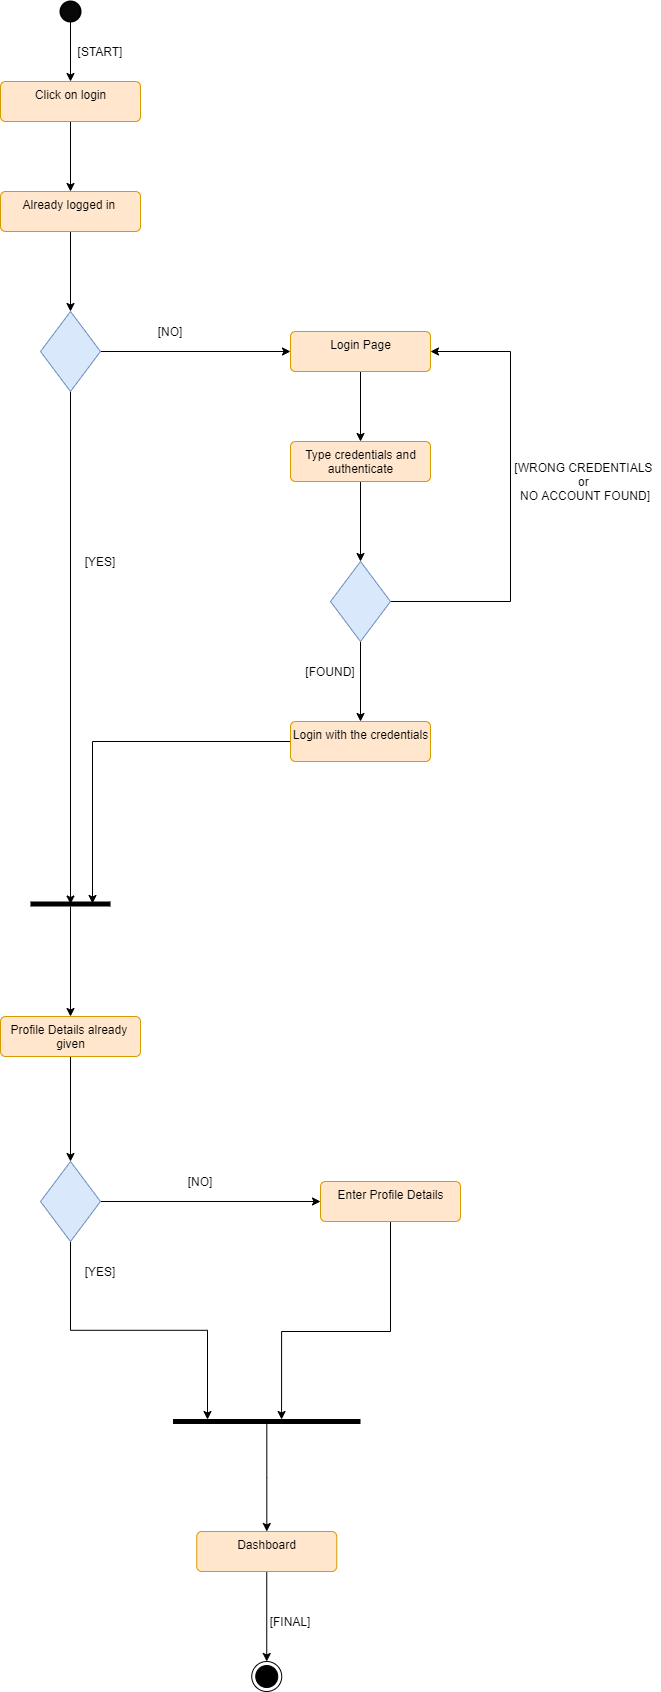 [START]
Click on login
Already logged in
[NO]
Login Page
Type credentials and
authenticate
[WRONG CREDENTIALS
or
NO ACCOUNT FOUND]
[YES]
[FOUND]
Login with the credentials
Profile Details already
given
[NO]
Enter Profile Details
[YES]
Dashboard
[FINAL]